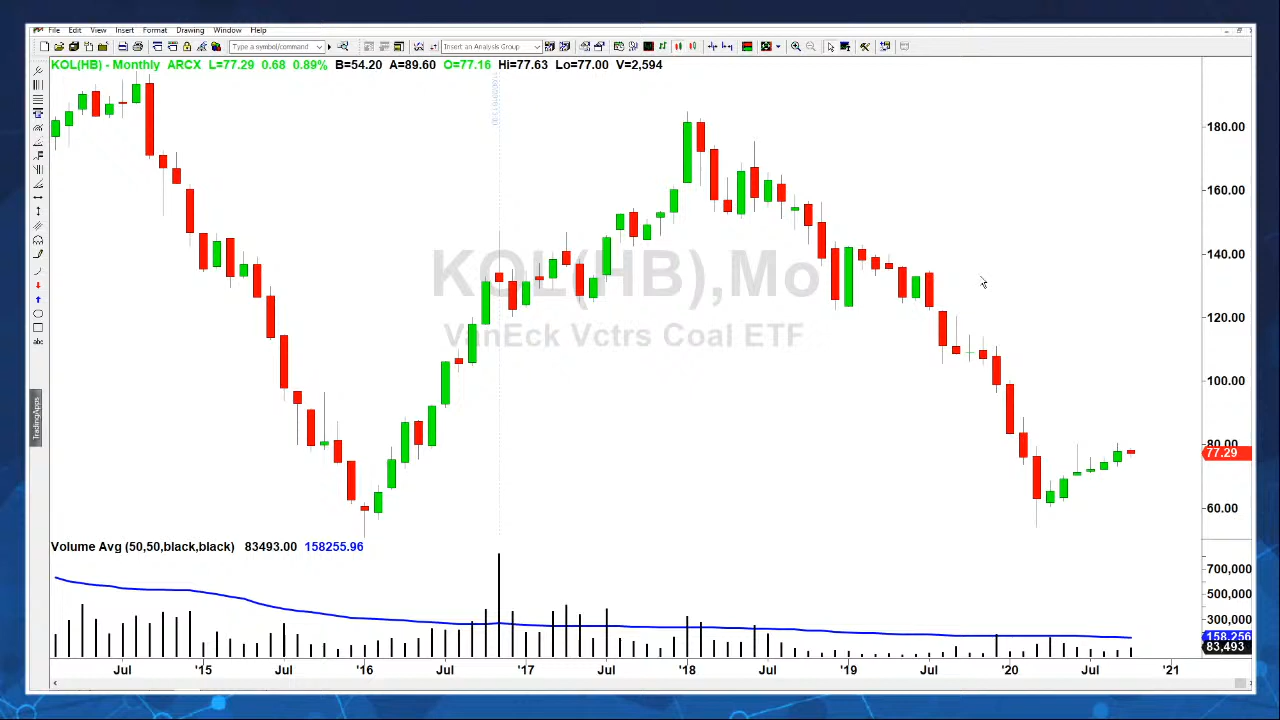 File Edit View Insert Format Drawing Window Help
Type a symbol/command Insert an Analysis Group
KOL(HB) - Monthly ARCX L=77.29 0.68 0.89% B=54.20 A=89.60 O=77.16 Hi=77.63 Lo=77.00 V=2,594
180.00
160.00
KOL(HB),Mo
VanEck Vctrs Coal ETF
140.00
120.00
100.00
80.00
77.29
60.00
abc
TradingApps
Volume Avg (50,50,black,black) 83493.00 158255.96
700,000
500,000
300,000
158,256
83,493
Jul '15 Jul '16 Jul '17 Jul '18 Jul '19 Jul '20 Jul '21